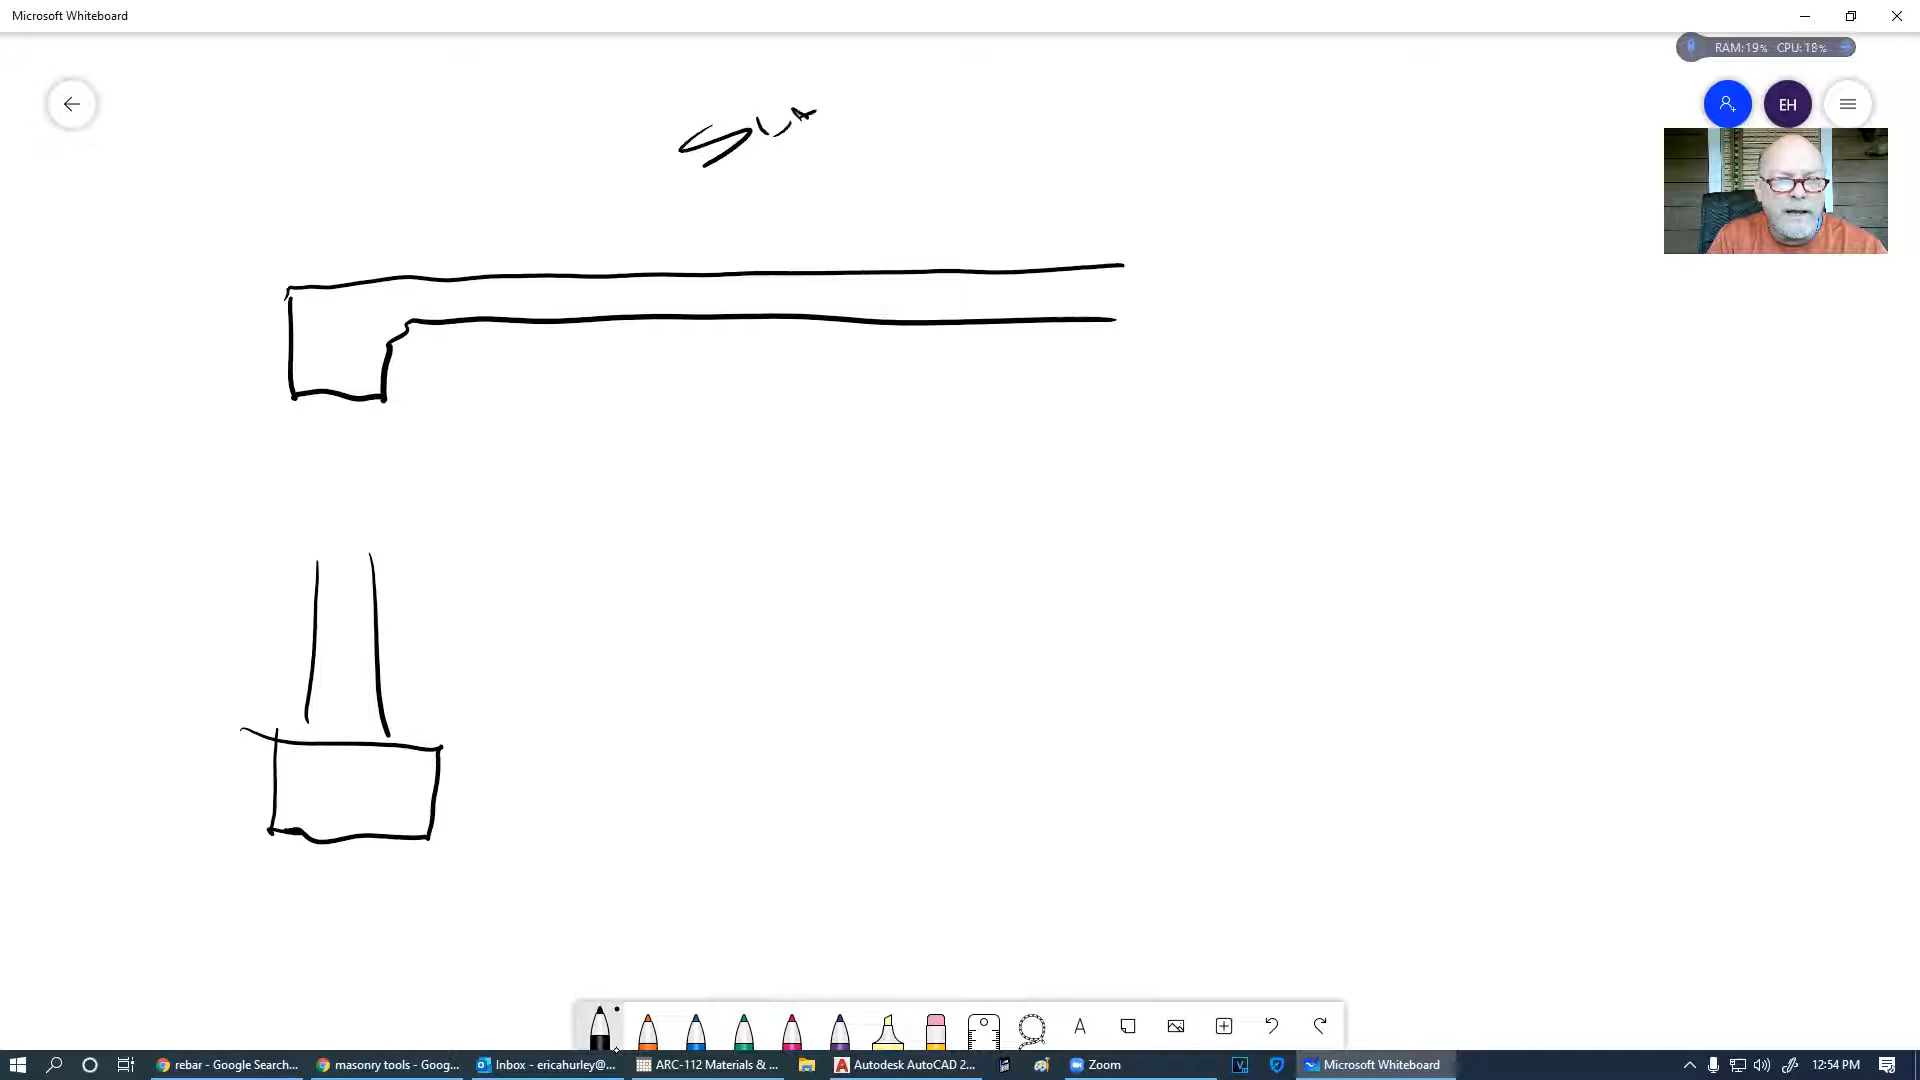 Microsoft Whiteboard
RAM:19% CPU:18%
EH
SLA
A
rebar - Google Search...
masonry tools - Goog...
Inbox - ericahurley@...
ARC-112 Materials & ...
Autodesk AutoCAD 2...
Zoom
Microsoft Whiteboard
12:54 PM